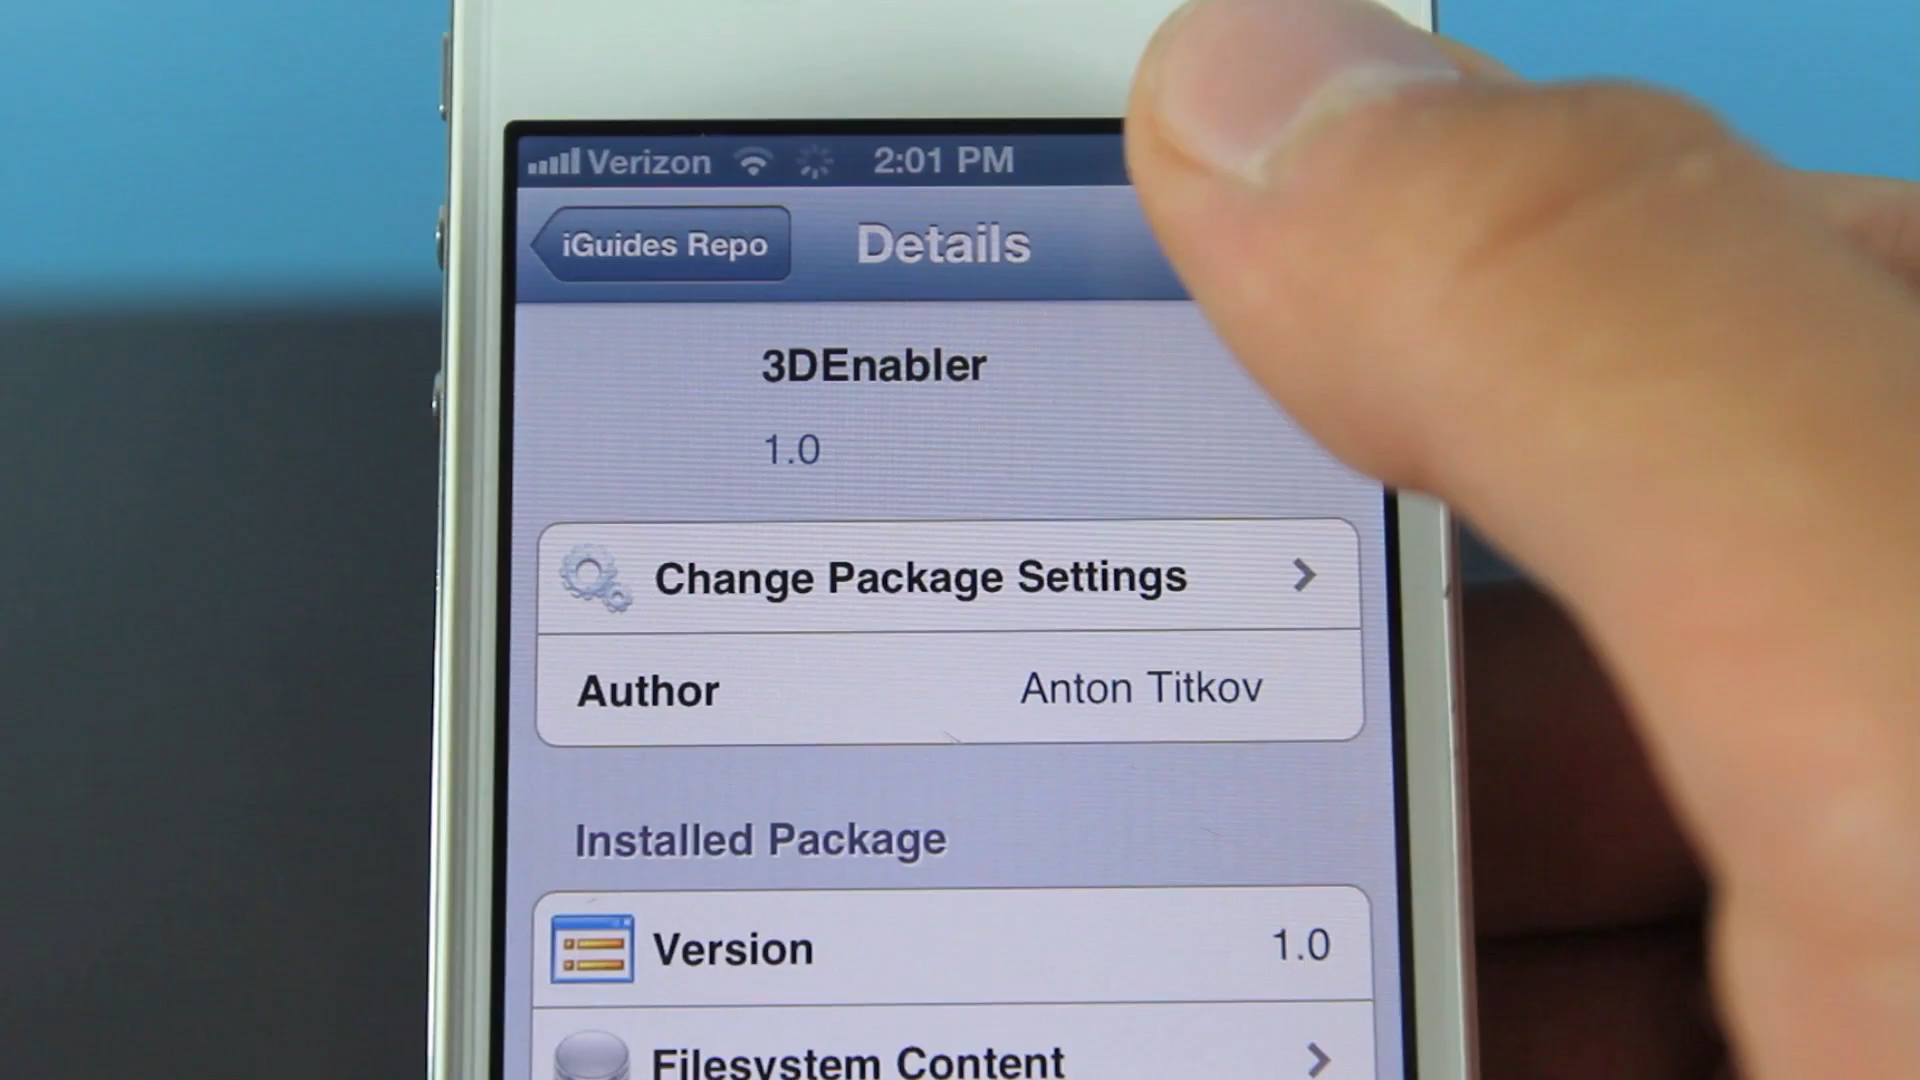 Verizon 2:01 PM
iGuides Repo Details
3DEnabler
1.0
Change Package Settings
Author Anton Titkov
Installed Package
Version 1.0
Filesystem Content